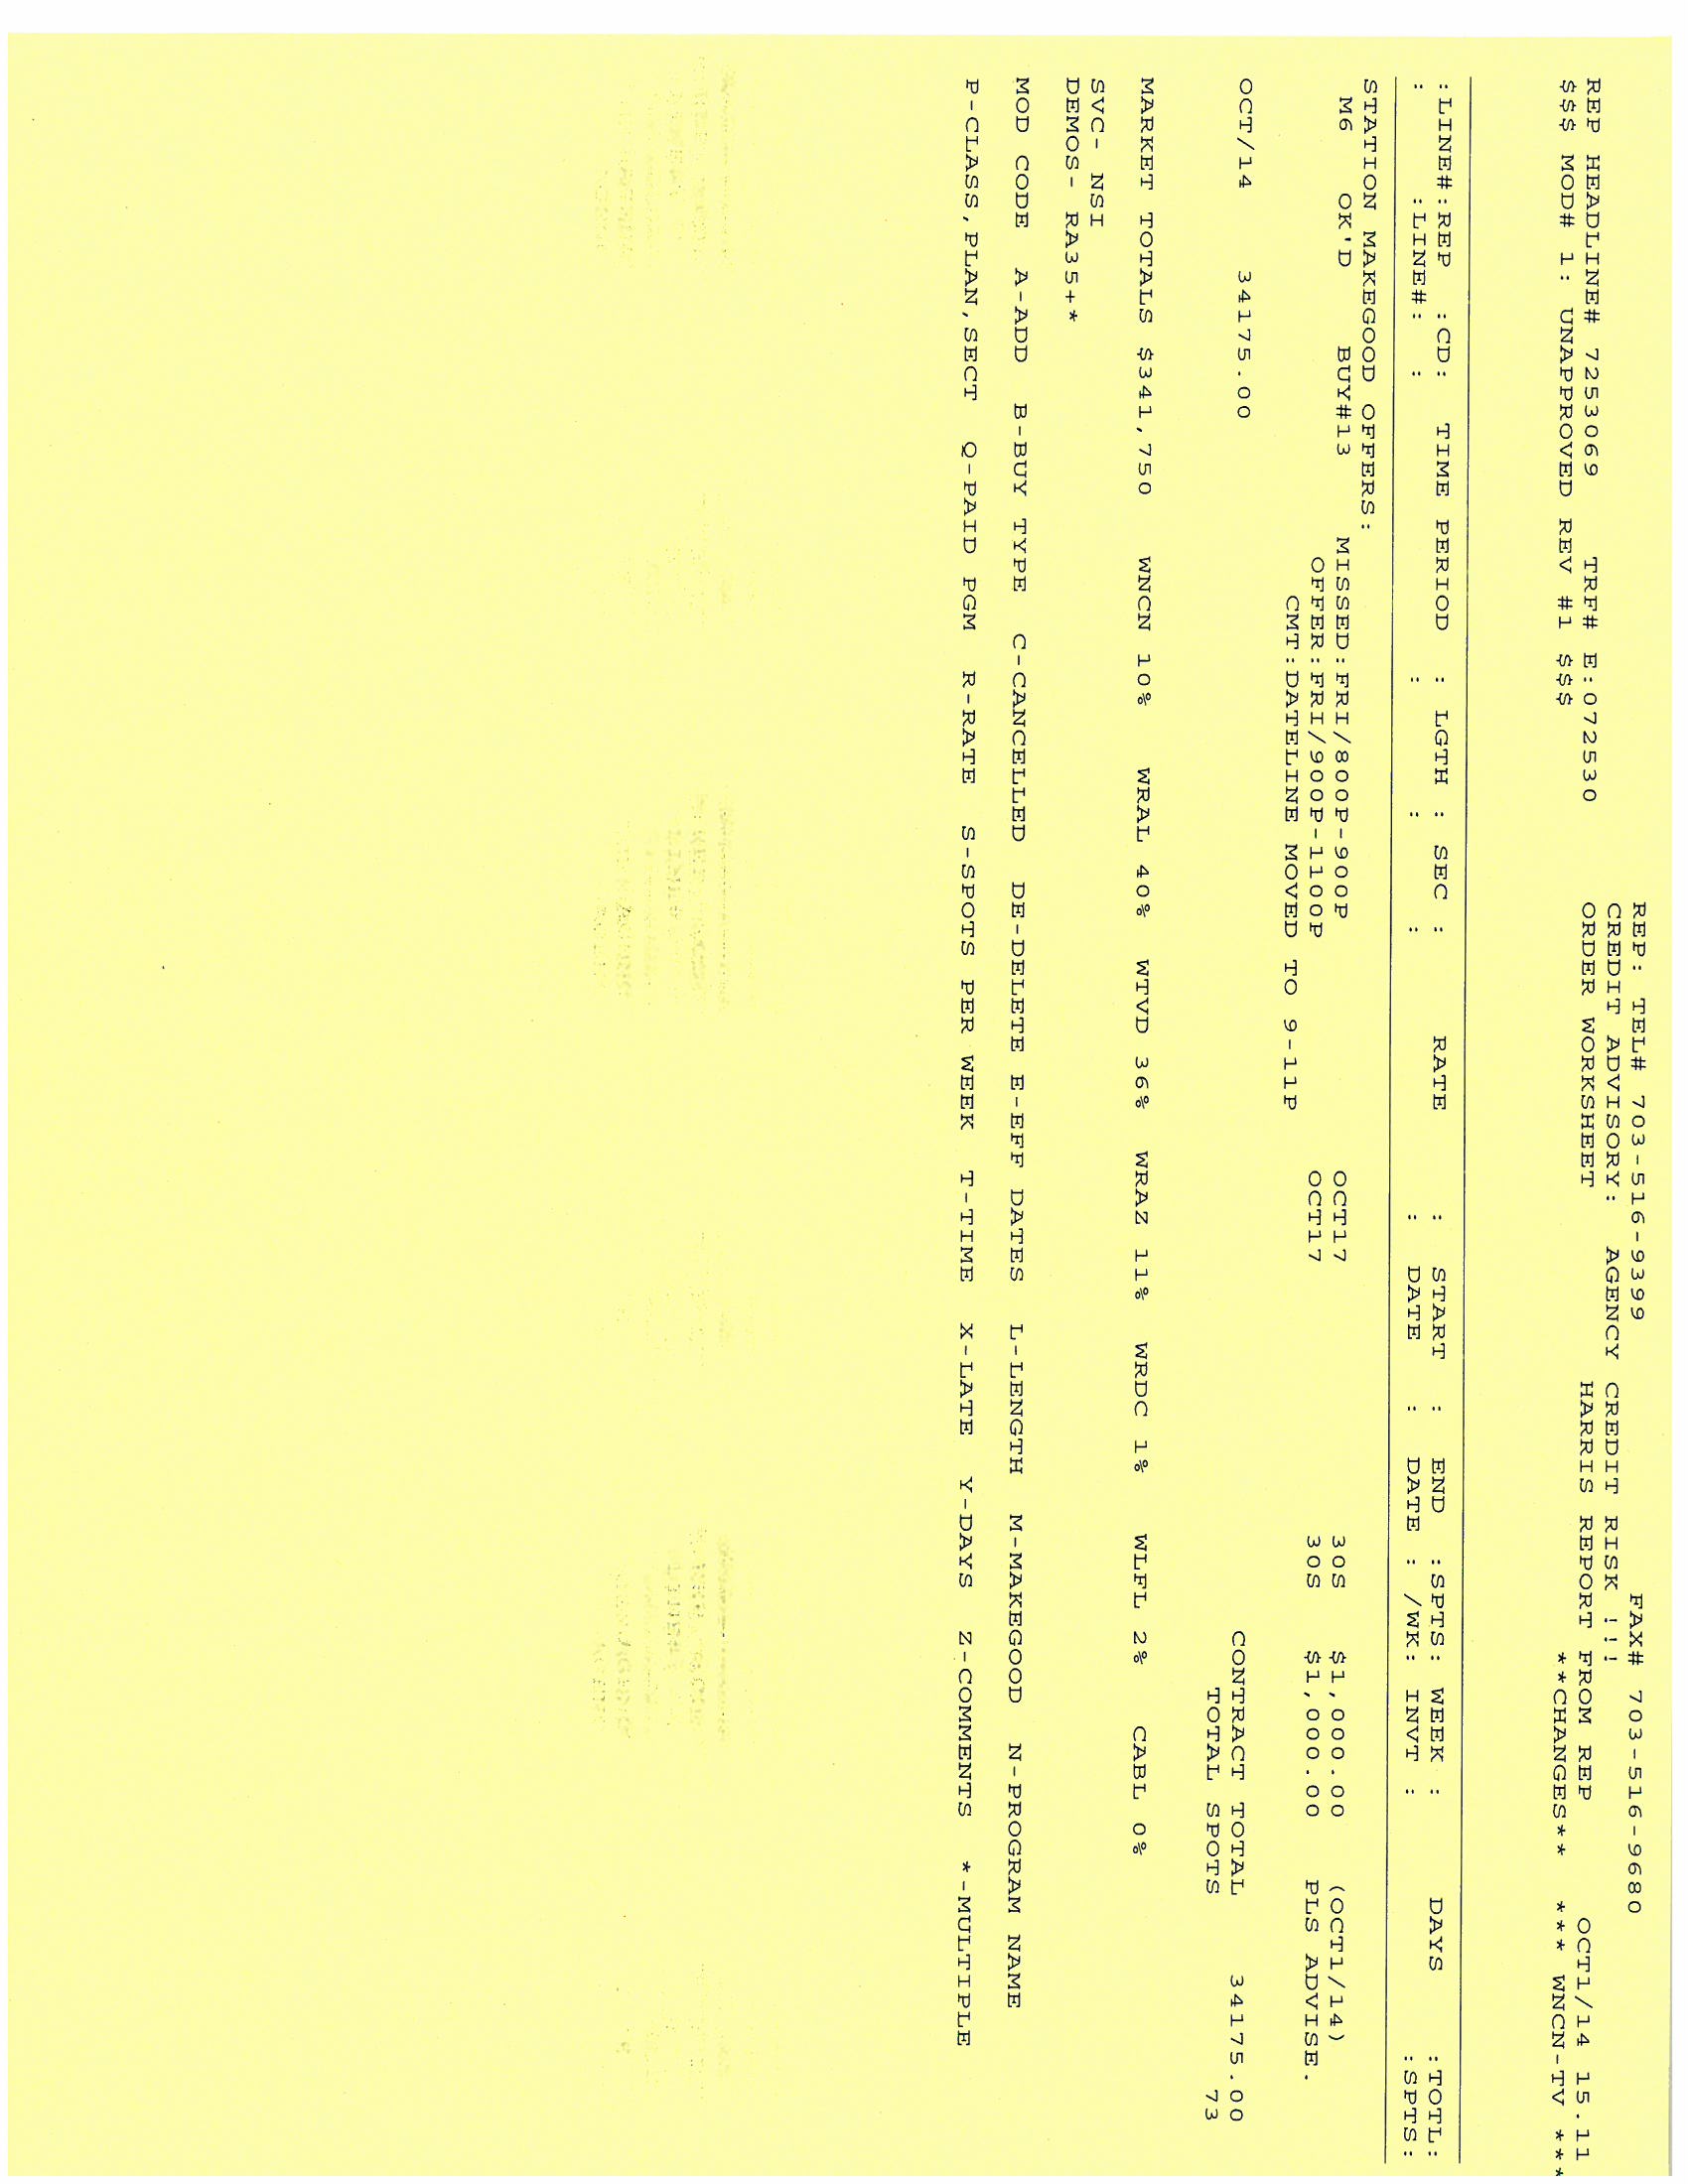 REP: TEL# 703-516-9399 FAX# 703-516-9680
CREDIT ADVISORY: AGENCY CREDIT RISK !!!
REP HEADLINE# 7253069 TRF# E:072530 ORDER WORKSHEET HARRIS REPORT FROM REP OCT1/14 15.11
$$$ MOD# 1: UNAPPROVED REV #1 $$$ **CHANGES** *** WNCN-TV ***
:LINE#:REP :CD: TIME PERIOD : LGTH : SEC : RATE : START : END :SPTS: WEEK : DAYS :TOTL:
: :LINE#: : : : : : DATE : DATE : /WK: INVT : :SPTS:
STATION MAKEGOOD OFFERS:
M6 OK'D BUY#13 MISSED:FRI/800P-900P OCT17 30S $1,000.00 (OCT1/14)
OFFER:FRI/900P-1100P OCT17 30S $1,000.00 PLS ADVISE.
CMT:DATELINE MOVED TO 9-11P
OCT/14 34175.00 CONTRACT TOTAL 34175.00
TOTAL SPOTS 73
MARKET TOTALS $341,750 WNCN 10% WRAL 40% WTVD 36% WRAZ 11% WRDC 1% WLFL 2% CABL 0%
SVC- NSI
DEMOS- RA35+*
MOD CODE A-ADD B-BUY TYPE C-CANCELLED DE-DELETE E-EFF DATES L-LENGTH M-MAKEGOOD N-PROGRAM NAME
P-CLASS,PLAN,SECT Q-PAID PGM R-RATE S-SPOTS PER WEEK T-TIME X-LATE Y-DAYS Z-COMMENTS *-MULTIPLE